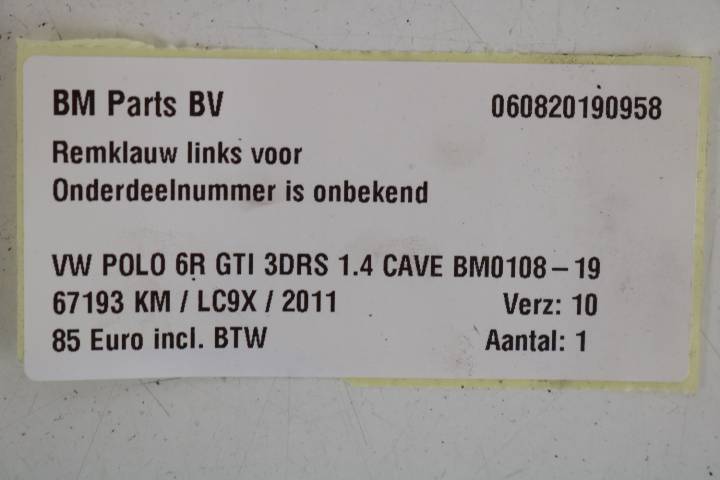 BM Parts BV 060820190958
Remklauw links voor
Onderdeelnummer is onbekend
VW POLO 6R GTI 3DRS 1.4 CAVE BM0108-19
67193 KM / LC9X / 2011 Verz: 10
85 Euro incl. BTW Aantal: 1